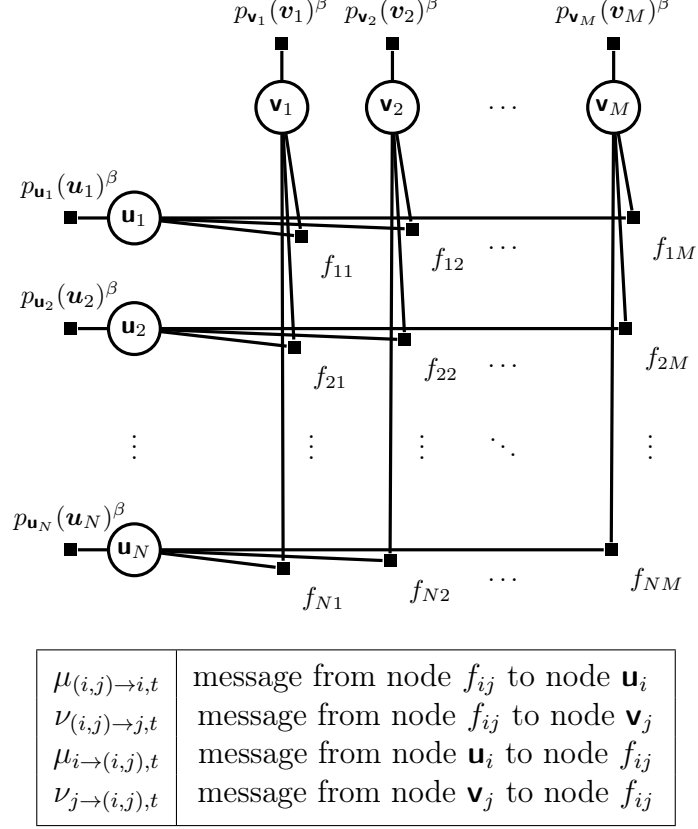 p_{𝐯_1}(𝒗_1)^β p_{𝐯_2}(𝒗_2)^β p_{𝐯_M}(𝒗_M)^β
𝐯_1 𝐯_2 ⋯ 𝐯_M
p_{𝐮_1}(𝒖_1)^β
𝐮_1
f_{11} f_{12} ⋯ f_{1M}
p_{𝐮_2}(𝒖_2)^β
𝐮_2
f_{21} f_{22} ⋯ f_{2M}
⋮ ⋮ ⋮ ⋱ ⋮
p_{𝐮_N}(𝒖_N)^β
𝐮_N
f_{N1} f_{N2} ⋯ f_{NM}
μ_{(i,j)→i,t} message from node f_{ij} to node 𝐮_i
ν_{(i,j)→j,t} message from node f_{ij} to node 𝐯_j
μ_{i→(i,j),t} message from node 𝐮_i to node f_{ij}
ν_{j→(i,j),t} message from node 𝐯_j to node f_{ij}